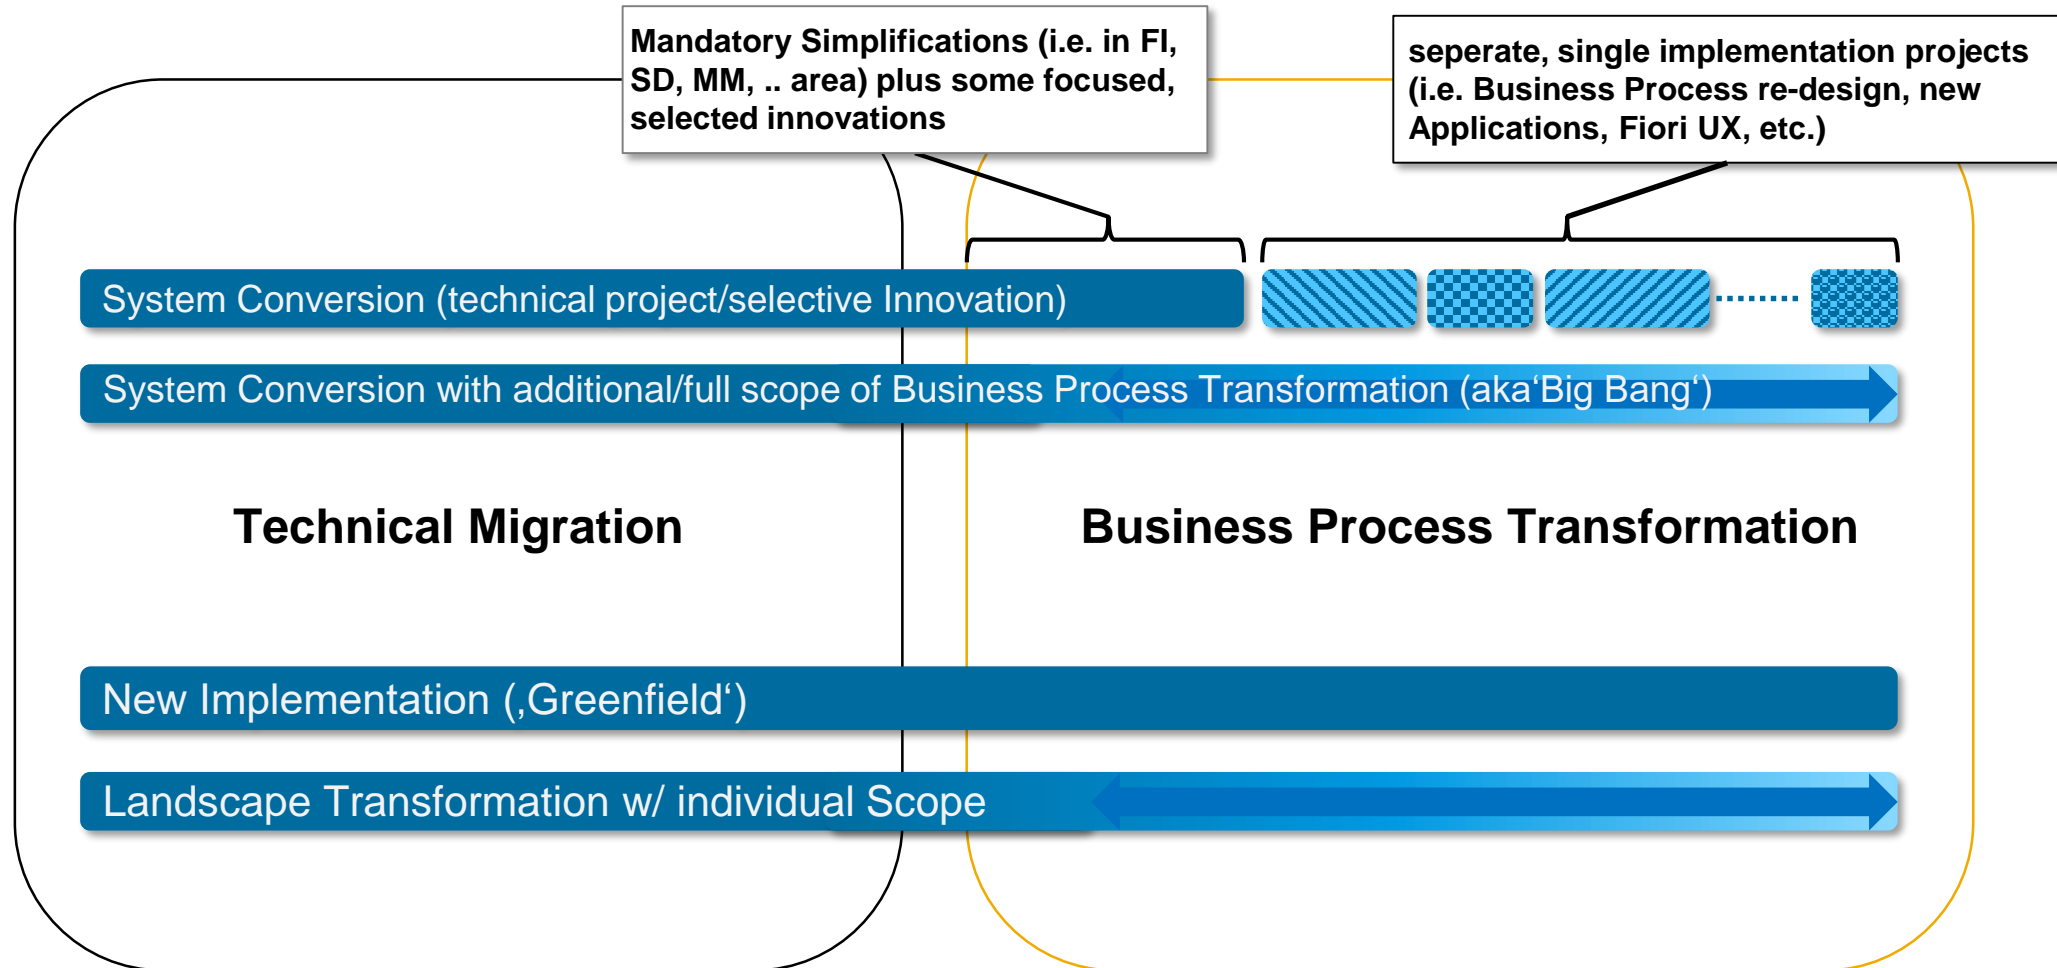 Mandatory Simplifications (i.e. in FI,
SD, MM, .. area) plus some focused,
selected innovations
seperate, single implementation projects
(i.e. Business Process re-design, new
Applications, Fiori UX, etc.)
System Conversion (technical project/selective Innovation)
System Conversion with additional/full scope of Business Process Transformation (aka‘Big Bang‘)
Technical Migration
Business Process Transformation
New Implementation (‚Greenfield‘)
Landscape Transformation w/ individual Scope